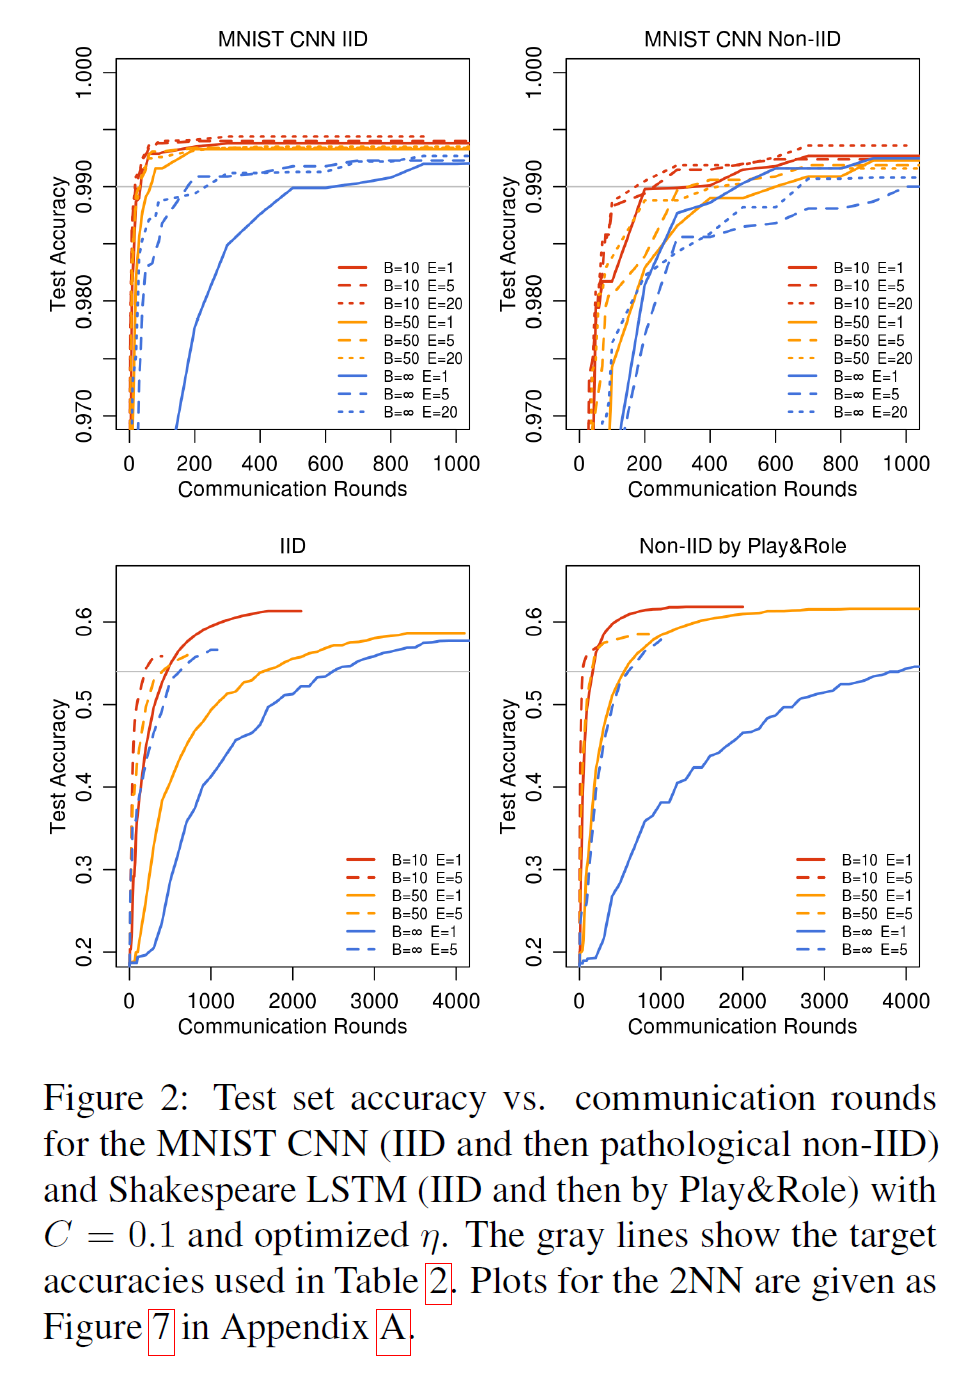 MNIST CNN IID
Test Accuracy
1.000
0.990
0.980
0.970
B=10 E=1
B=10 E=5
B=10 E=20
B=50 E=1
B=50 E=5
B=50 E=20
B=∞ E=1
B=∞ E=5
B=∞ E=20
0 200 400 600 800 1000
Communication Rounds
MNIST CNN Non-IID
Test Accuracy
1.000
0.990
0.980
0.970
B=10 E=1
B=10 E=5
B=10 E=20
B=50 E=1
B=50 E=5
B=50 E=20
B=∞ E=1
B=∞ E=5
B=∞ E=20
0 200 400 600 800 1000
Communication Rounds
IID
Test Accuracy
0.6
0.5
0.4
0.3
0.2
B=10 E=1
B=10 E=5
B=50 E=1
B=50 E=5
B=∞ E=1
B=∞ E=5
0 1000 2000 3000 4000
Communication Rounds
Non-IID by Play&Role
Test Accuracy
0.6
0.5
0.4
0.3
0.2
B=10 E=1
B=10 E=5
B=50 E=1
B=50 E=5
B=∞ E=1
B=∞ E=5
0 1000 2000 3000 4000
Communication Rounds
Figure 2: Test set accuracy vs. communication rounds
for the MNIST CNN (IID and then pathological non-IID)
and Shakespeare LSTM (IID and then by Play&Role) with
C = 0.1 and optimized η. The gray lines show the target
accuracies used in Table 2. Plots for the 2NN are given as
Figure 7 in Appendix A.